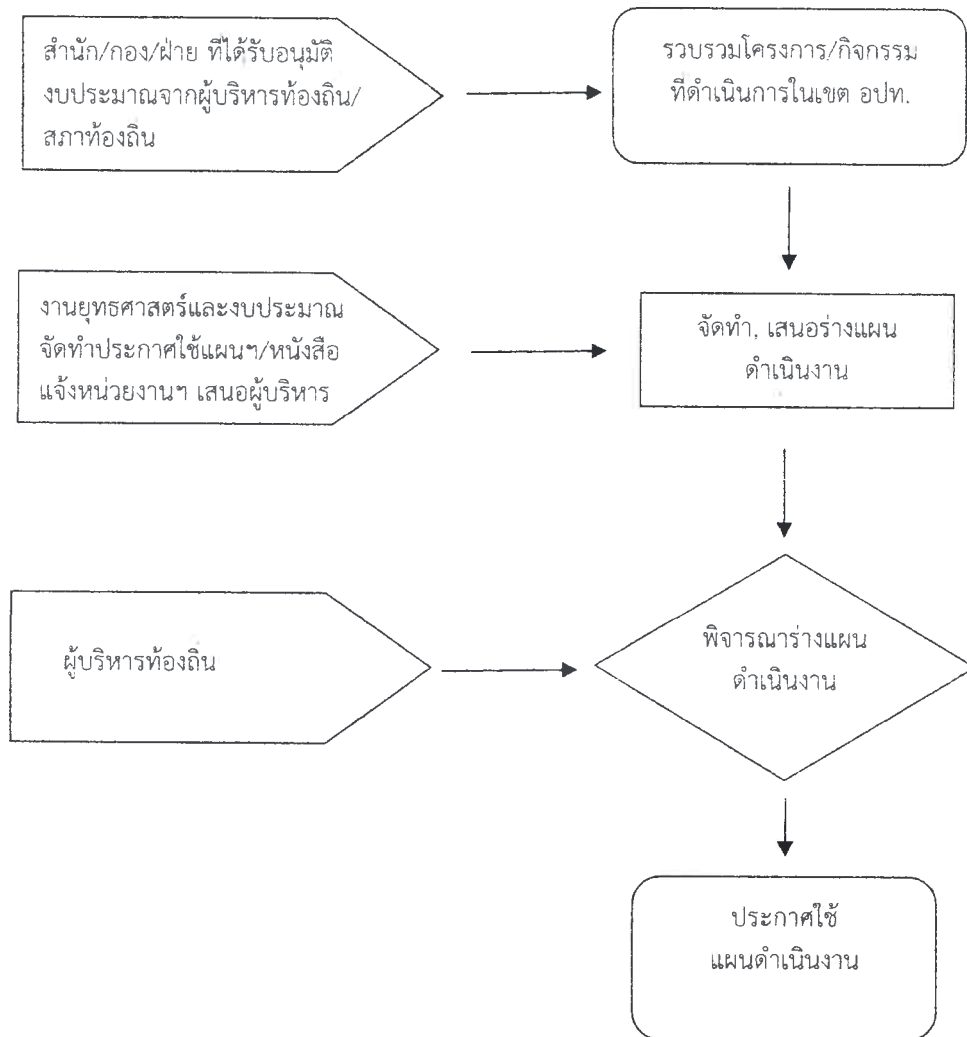 สำนัก/กอง/ฝ่าย ที่ได้รับอนุมัติ
งบประมาณจากผู้บริหารท้องถิ่น/
สภาท้องถิ่น
รวบรวมโครงการ/กิจกรรม
ที่ดำเนินการในเขต อปท.
งานยุทธศาสตร์และงบประมาณ
จัดทำประกาศใช้แผนฯ/หนังสือ
แจ้งหน่วยงานฯ เสนอผู้บริหาร
จัดทำ, เสนอร่างแผน
ดำเนินงาน
ผู้บริหารท้องถิ่น
พิจารณาร่างแผน
ดำเนินงาน
ประกาศใช้
แผนดำเนินงาน